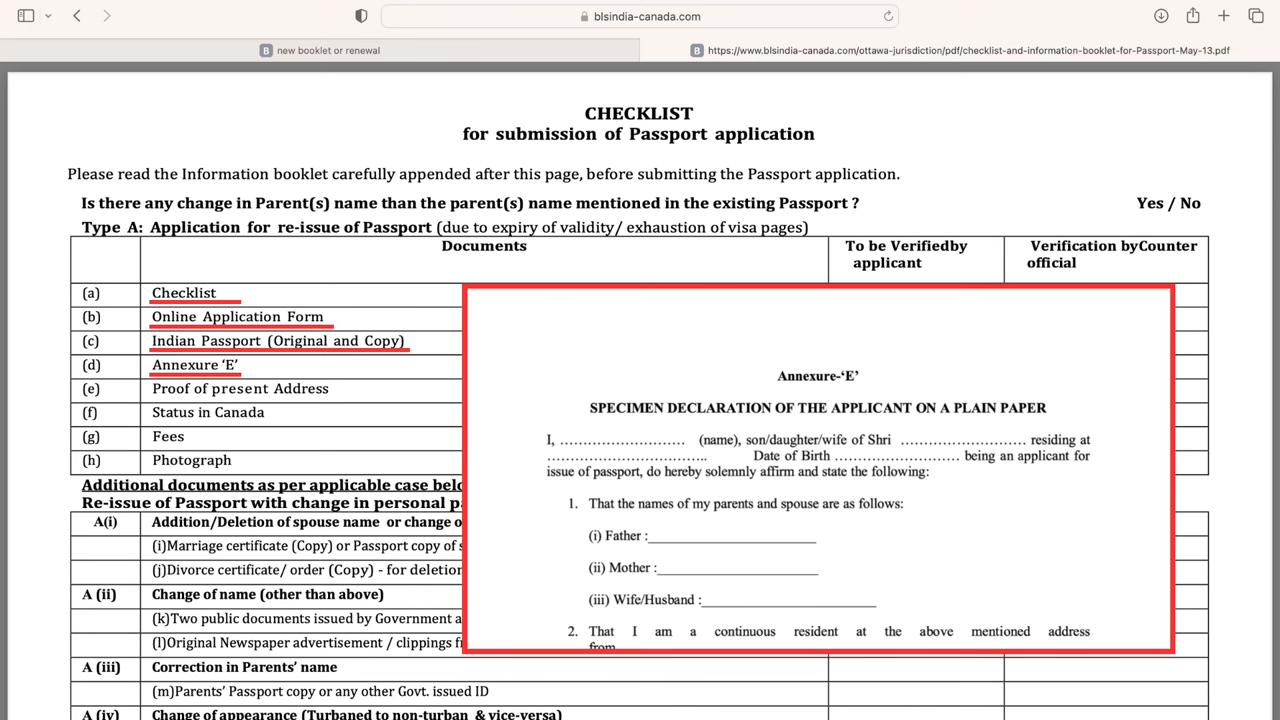 blsindia-canada.com
B new booklet or renewal
B https://www.blsindia-canada.com/ottawa-jurisdiction/pdf/checklist-and-information-booklet-for-Passport-May-13.pdf
CHECKLIST
for submission of Passport application
Please read the Information booklet carefully appended after this page, before submitting the Passport application.
Is there any change in Parent(s) name than the parent(s) name mentioned in the existing Passport ? Yes / No
Type A: Application for re-issue of Passport (due to expiry of validity/ exhaustion of visa pages)
Documents To be Verifiedby Verification byCounter
applicant official
(a) Checklist
(b) Online Application Form
(c) Indian Passport (Original and Copy)
(d) Annexure ‘E’
(e) Proof of present Address
(f) Status in Canada
(g) Fees
(h) Photograph
Additional documents as per applicable case belo
Re-issue of Passport with change in personal p
A(i) Addition/Deletion of spouse name or change o
(i)Marriage certificate (Copy) or Passport copy of s
(j)Divorce certificate/ order (Copy) - for deletion
A (ii) Change of name (other than above)
(k)Two public documents issued by Government a
(l)Original Newspaper advertisement / clippings f
A (iii) Correction in Parents’ name
(m)Parents’ Passport copy or any other Govt. issued ID
A (iv) Change of appearance (Turbaned to non-turban & vice-versa)
Annexure-‘E’
SPECIMEN DECLARATION OF THE APPLICANT ON A PLAIN PAPER
I, ........................... (name), son/daughter/wife of Shri ........................... residing at
.................................. Date of Birth ........................... being an applicant for
issue of passport, do hereby solemnly affirm and state the following:
1. That the names of my parents and spouse are as follows:
(i) Father :________________________
(ii) Mother :_______________________
(iii) Wife/Husband :_________________________
2. That I am a continuous resident at the above mentioned address
from